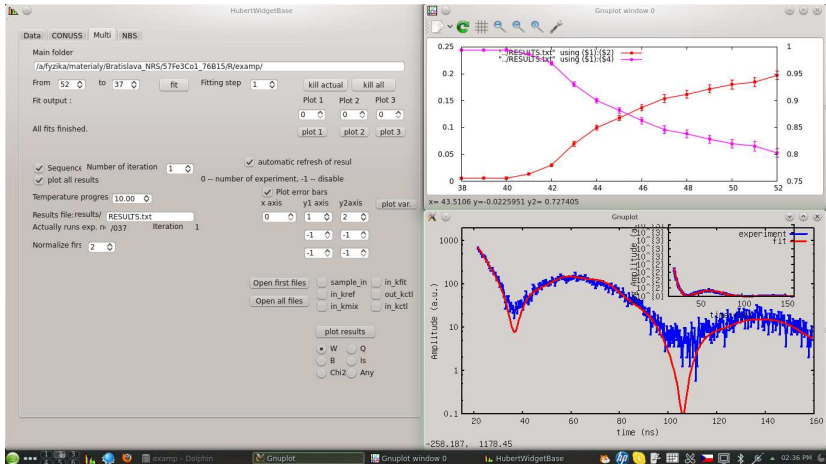 HubertWidgetBase
Data CONUSS Multi NBS
Main folder
/a/fyzika/materialy/Bratislava_NRS/57Fe3Co1_76B15/R/examp/
From 52 to 37 fit Fitting step 1 kill actual kill all
Fit output : Plot 1 Plot 2 Plot 3
0 0 0
All fits finished. plot 1 plot 2 plot 3
Sequence Number of iteration 1 automatic refresh of resul
plot all results 0 -- number of experiment, -1 -- disable
Plot error bars
Temperature progres 10.00 x axis y1 axis y2axis plot var.
Results file:results/ RESULTS.txt 0 1 2
Actually runs exp. n /037 Iteration 1
-1 -1
Normalize firs 2
-1 -1
Open first files sample_in in_kfit
in_kref out_kctl
Open all files in_kmix in_kctl
plot results
W Q
B Is
Chi2 Any
Gnuplot window 0
"../RESULTS.txt" using ($1):($2)
"../RESULTS.txt" using ($1):($4)
0.25 1
0.2 0.95
0.15 0.9
0.1 0.85
0.05 0.8
0 0.75
38 40 42 44 46 48 50 52
x= 43.5106 y=-0.0225951 y2= 0.727405
Gnuplot
experiment
fit
Amplitude (a.u.)
1000
100
10
1
0.1
50 100 150
20 40 60 80 100 120 140 160
time (ns)
-258.187, 1178.45
examp - Dolphin Gnuplot Gnuplot window 0 HubertWidgetBase 02:36 PM